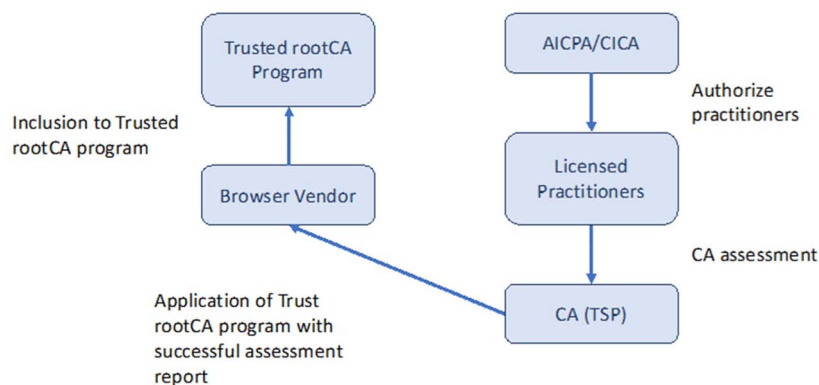 Trusted rootCA
Program
AICPA/CICA
Authorize
practitioners
Inclusion to Trusted
rootCA program
Licensed
Practitioners
Browser Vendor
CA assessment
Application of Trust
rootCA program with
successful assessment
report
CA (TSP)